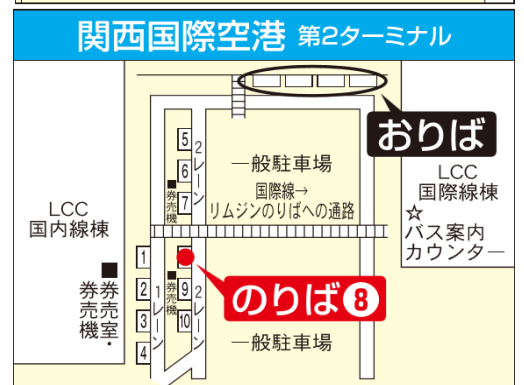 関西国際空港 第2ターミナル
おりば
5
6
7
2レーン
■券売機
一般駐車場
国際線→
リムジンのりばへの通路
LCC
国際線棟
☆
バス案内
カウンター
LCC
国内線棟
■券売室・券売機
1
2
3
4
1レーン
■券売機
9
10
2レーン
のりば8
一般駐車場